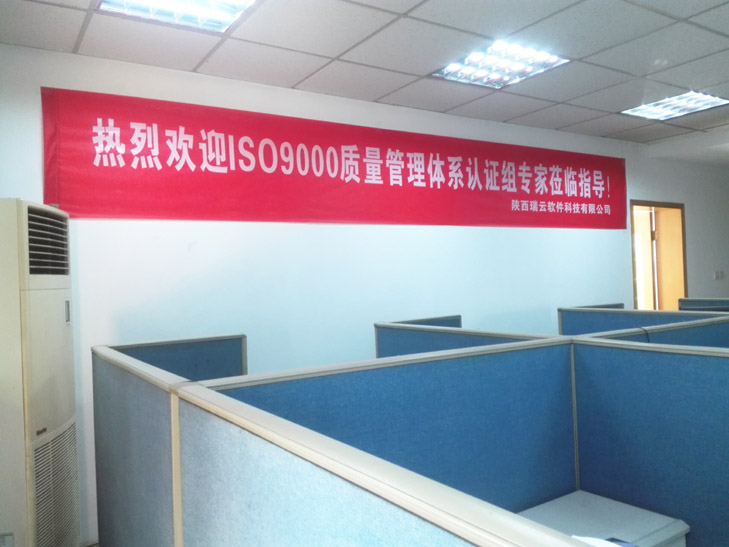 热烈欢迎ISO9000质量管理体系认证组专家莅临指导！
陕西瑞云软件科技有限公司